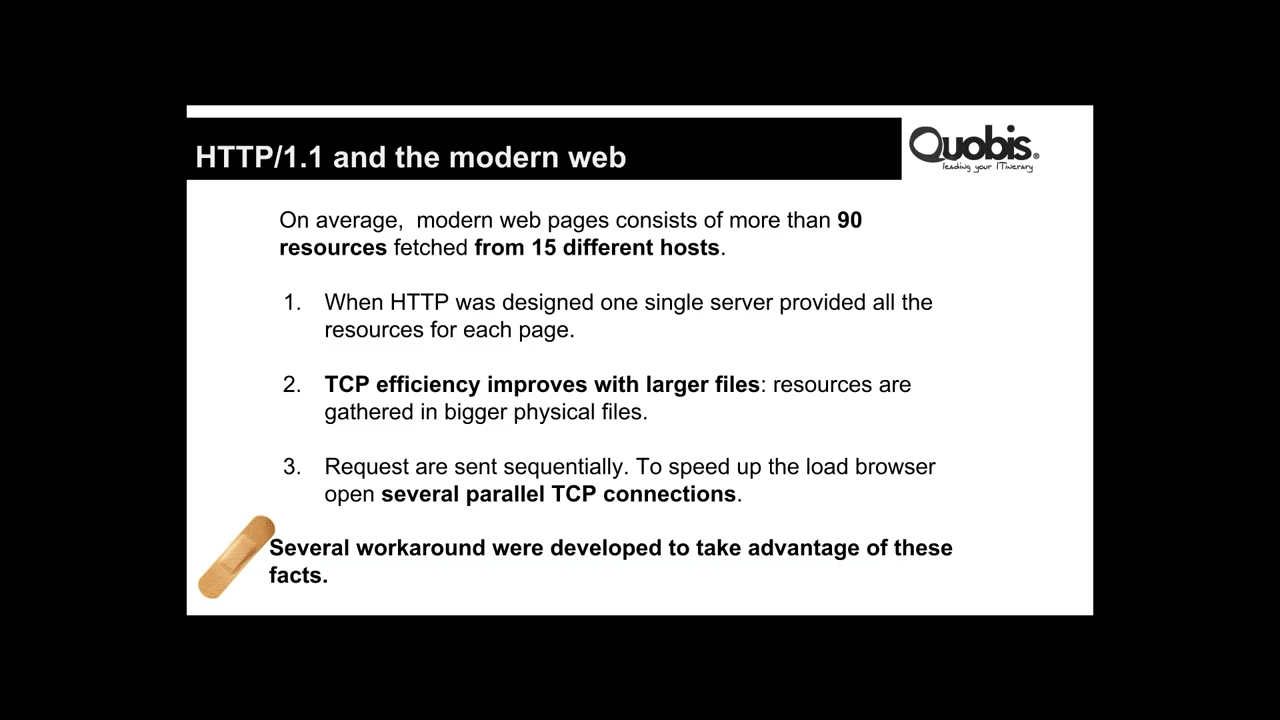 HTTP/1.1 and the modern web
Quobis®
leading your ITinerary
On average,  modern web pages consists of more than 90
resources fetched from 15 different hosts.
1. When HTTP was designed one single server provided all the
resources for each page.
2. TCP efficiency improves with larger files: resources are
gathered in bigger physical files.
3. Request are sent sequentially. To speed up the load browser
open several parallel TCP connections.
Several workaround were developed to take advantage of these
facts.